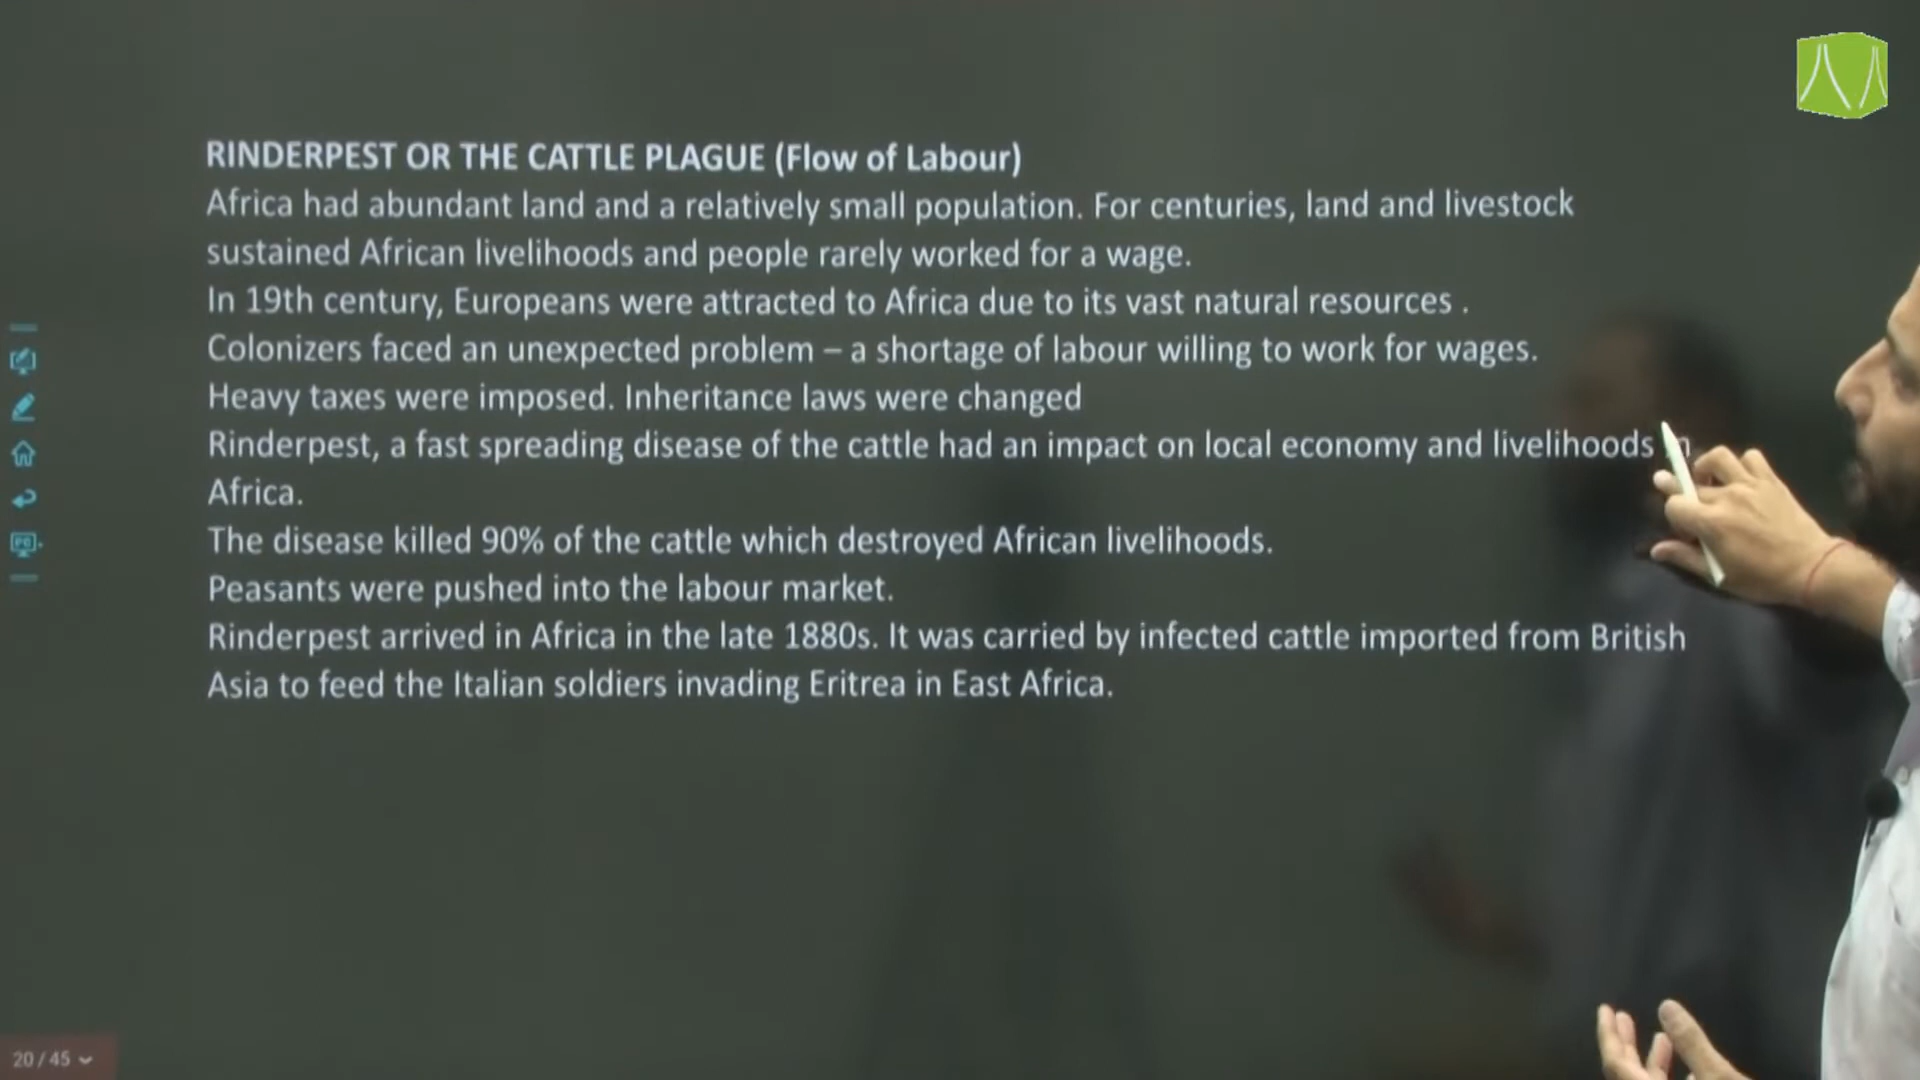 RINDERPEST OR THE CATTLE PLAGUE (Flow of Labour)
Africa had abundant land and a relatively small population. For centuries, land and livestock
sustained African livelihoods and people rarely worked for a wage.
In 19th century, Europeans were attracted to Africa due to its vast natural resources .
Colonizers faced an unexpected problem – a shortage of labour willing to work for wages.
Heavy taxes were imposed. Inheritance laws were changed
Rinderpest, a fast spreading disease of the cattle had an impact on local economy and livelihoods
Africa.
The disease killed 90% of the cattle which destroyed African livelihoods.
Peasants were pushed into the labour market.
Rinderpest arrived in Africa in the late 1880s. It was carried by infected cattle imported from British
Asia to feed the Italian soldiers invading Eritrea in East Africa.
20 / 45